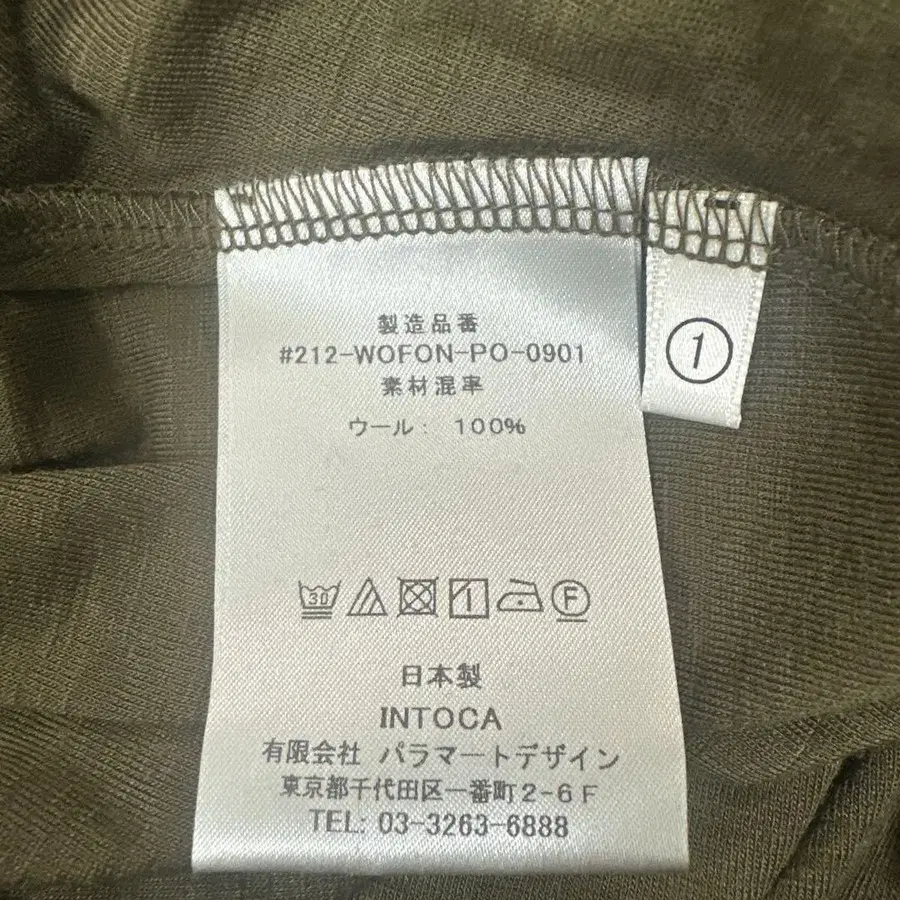 製造品番
#212-WOFON-PO-0901
素材混率
ウール: 100%
30
F
日本製
INTOCA
有限会社 パラマートデザイン
東京都千代田区一番町2-6F
TEL: 03-3263-6888
①